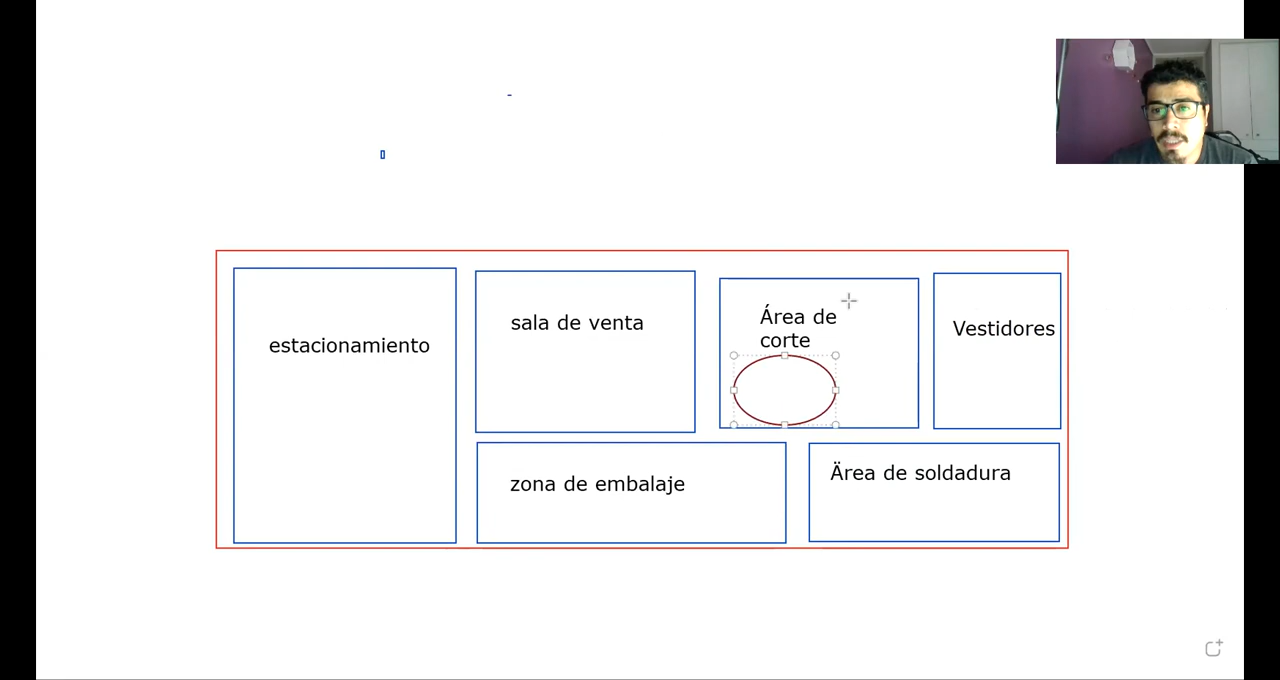 estacionamiento
sala de venta
Área de
corte
Vestidores
zona de embalaje
Ärea de soldadura